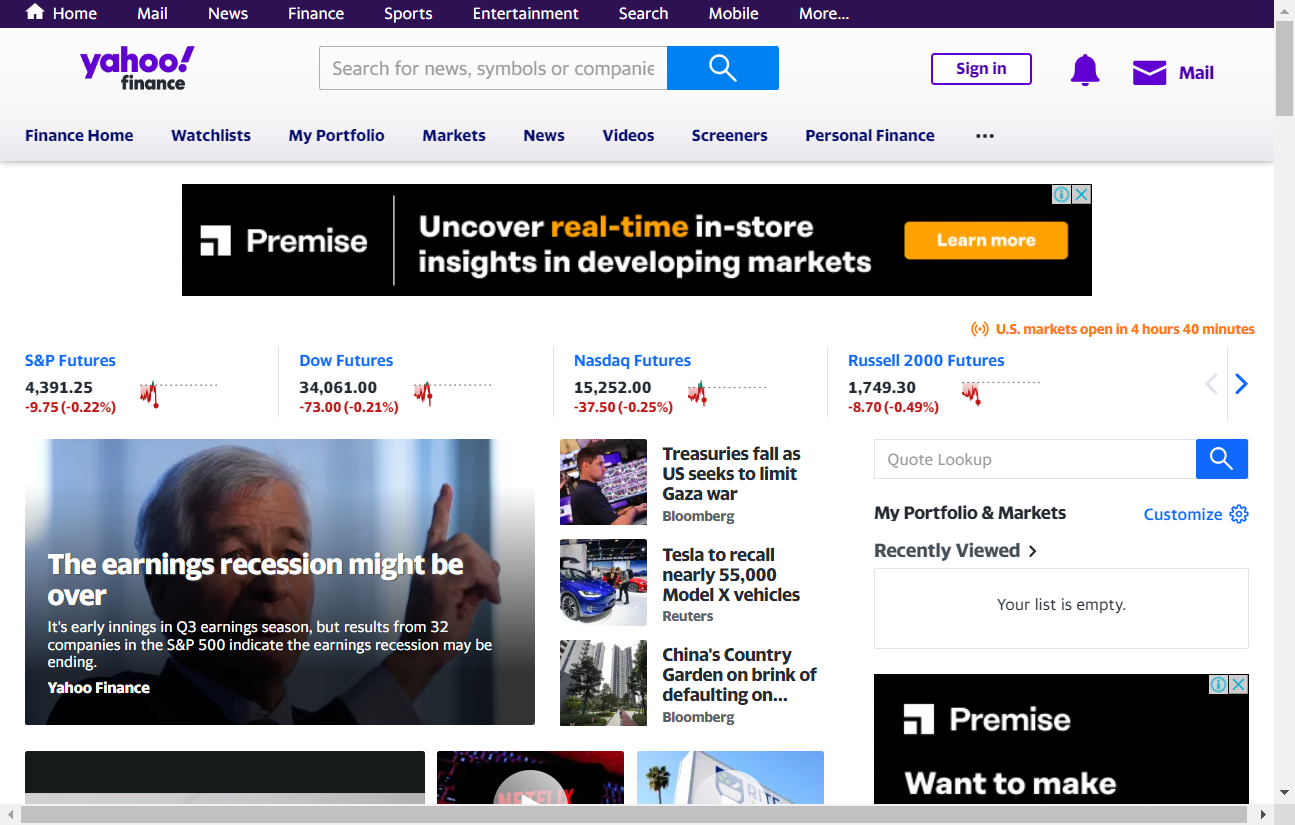 Home Mail News Finance Sports Entertainment Search Mobile More...
yahoo!
finance
Search for news, symbols or companie
Sign in
Mail
Finance Home Watchlists My Portfolio Markets News Videos Screeners Personal Finance
Premise
Uncover real-time in-store
insights in developing markets
Learn more
U.S. markets open in 4 hours 40 minutes
S&P Futures
4,391.25
-9.75 (-0.22%)
Dow Futures
34,061.00
-73.00 (-0.21%)
Nasdaq Futures
15,252.00
-37.50 (-0.25%)
Russell 2000 Futures
1,749.30
-8.70 (-0.49%)
The earnings recession might be
over
It's early innings in Q3 earnings season, but results from 32
companies in the S&P 500 indicate the earnings recession may be
ending.
Yahoo Finance
Treasuries fall as
US seeks to limit
Gaza war
Bloomberg
Tesla to recall
nearly 55,000
Model X vehicles
Reuters
China's Country
Garden on brink of
defaulting on...
Bloomberg
Quote Lookup
My Portfolio & Markets
Customize
Recently Viewed
Your list is empty.
Premise
Want to make
NETFLIX
RITE